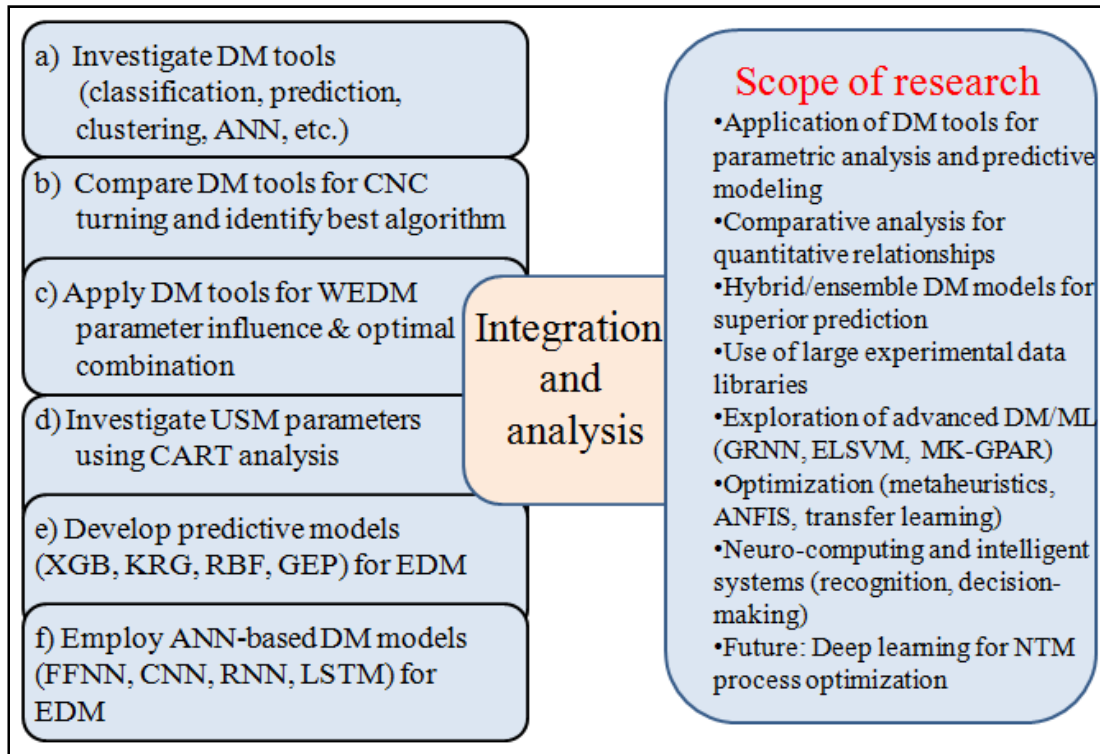 a) Investigate DM tools
(classification, prediction,
clustering, ANN, etc.)
b) Compare DM tools for CNC
turning and identify best algorithm
c) Apply DM tools for WEDM
parameter influence & optimal
combination
d) Investigate USM parameters
using CART analysis
e) Develop predictive models
(XGB, KRG, RBF, GEP) for EDM
f) Employ ANN-based DM models
(FFNN, CNN, RNN, LSTM) for
EDM
Integration
and
analysis
Scope of research
•Application of DM tools for
parametric analysis and predictive
modeling
•Comparative analysis for
quantitative relationships
•Hybrid/ensemble DM models for
superior prediction
•Use of large experimental data
libraries
•Exploration of advanced DM/ML
(GRNN, ELSVM, MK-GPAR)
•Optimization (metaheuristics,
ANFIS, transfer learning)
•Neuro-computing and intelligent
systems (recognition, decision-
making)
•Future: Deep learning for NTM
process optimization